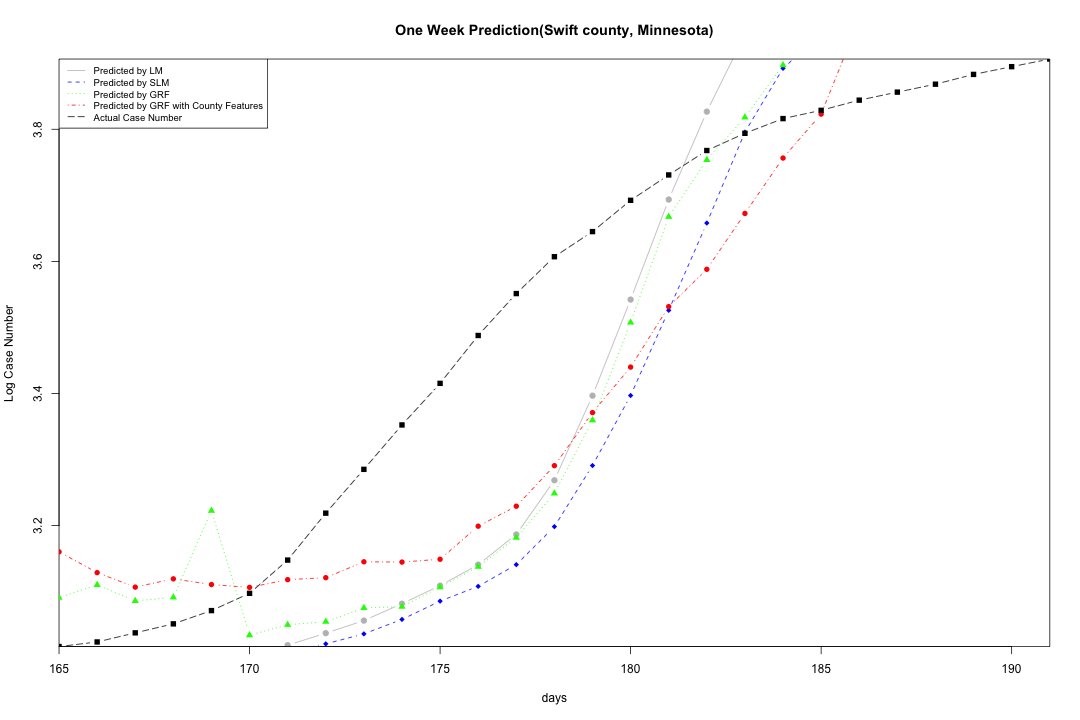 One Week Prediction(Swift county, Minnesota)
Predicted by LM
Predicted by SLM
Predicted by GRF
Predicted by GRF with County Features
Actual Case Number
Log Case Number
3.8
3.6
3.4
3.2
165 170 175 180 185 190
days